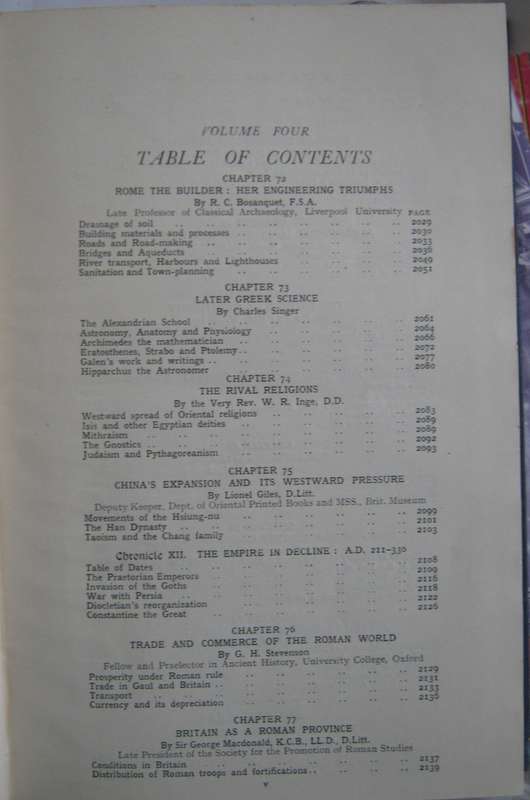 VOLUME FOUR
TABLE OF CONTENTS
CHAPTER 72
ROME THE BUILDER : HER ENGINEERING TRIUMPHS
By R. C. Bosanquet, F.S.A.
Late Professor of Classical Archaeology, Liverpool University PAGE
Drainage of soil .. .. .. .. .. .. .. 2029
Building materials and processes .. .. .. .. .. 2030
Roads and Road-making .. .. .. .. .. .. 2033
Bridges and Aqueducts .. .. .. .. .. .. 2036
River transport, Harbours and Lighthouses .. .. .. .. 2049
Sanitation and Town-planning .. .. .. .. .. 2051
CHAPTER 73
LATER GREEK SCIENCE
By Charles Singer
The Alexandrian School .. .. .. .. .. .. 2061
Astronomy, Anatomy and Physiology .. .. .. .. 2064
Archimedes the mathematician .. .. .. .. .. 2066
Eratosthenes, Strabo and Ptolemy .. .. .. .. .. 2072
Galen's work and writings .. .. .. .. .. .. 2077
Hipparchus the Astronomer .. .. .. .. .. 2080
CHAPTER 74
THE RIVAL RELIGIONS
By the Very Rev. W. R. Inge, D.D.
Westward spread of Oriental religions .. .. .. .. .. 2083
Isis and other Egyptian deities .. .. .. .. .. 2089
Mithraism .. .. .. .. .. .. .. 2089
The Gnostics .. .. .. .. .. .. .. 2092
Judaism and Pythagoreanism .. .. .. .. .. 2093
CHAPTER 75
CHINA'S EXPANSION AND ITS WESTWARD PRESSURE
By Lionel Giles, D.Litt.
Deputy Keeper, Dept. of Oriental Printed Books and MSS., Brit. Museum
Movements of the Hsiung-nu .. .. .. .. .. 2099
The Han Dynasty .. .. .. .. .. .. .. 2101
Taoism and the Chang family .. .. .. .. .. 2103
Chronicle XII. THE EMPIRE IN DECLINE : A.D. 211-330
Table of Dates .. .. .. .. .. .. .. 2108
The Praetorian Emperors .. .. .. .. .. .. 2109
Invasion of the Goths .. .. .. .. .. .. 2116
War with Persia .. .. .. .. .. .. .. 2118
Diocletian's reorganization .. .. .. .. .. 2122
Constantine the Great .. .. .. .. .. .. 2126
CHAPTER 76
TRADE AND COMMERCE OF THE ROMAN WORLD
By G. H. Stevenson
Fellow and Praelector in Ancient History, University College, Oxford
Prosperity under Roman rule .. .. .. .. .. 2129
Trade in Gaul and Britain .. .. .. .. .. .. 2131
Transport .. .. .. .. .. .. .. 2133
Currency and its depreciation .. .. .. .. .. 2136
CHAPTER 77
BRITAIN AS A ROMAN PROVINCE
By Sir George Macdonald, K.C.B., LL.D., D.Litt.
Late President of the Society for the Promotion of Roman Studies
Conditions in Britain .. .. .. .. .. .. 2137
Distribution of Roman troops and fortifications .. .. .. .. 2139
v